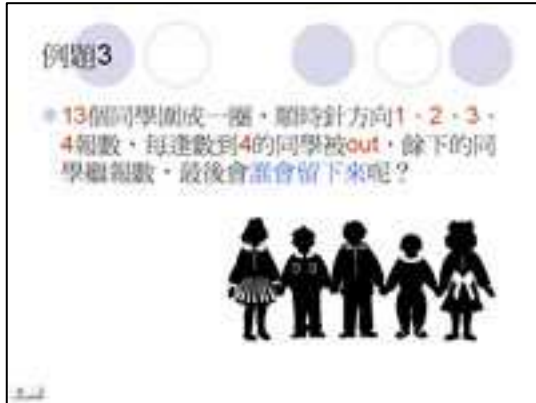 例題3
13個同學圍成一圈,順時針方向1、2、3、
4報數,每逢數到4的同學被out,餘下的同
學繼報數,最後會誰會留下來呢?